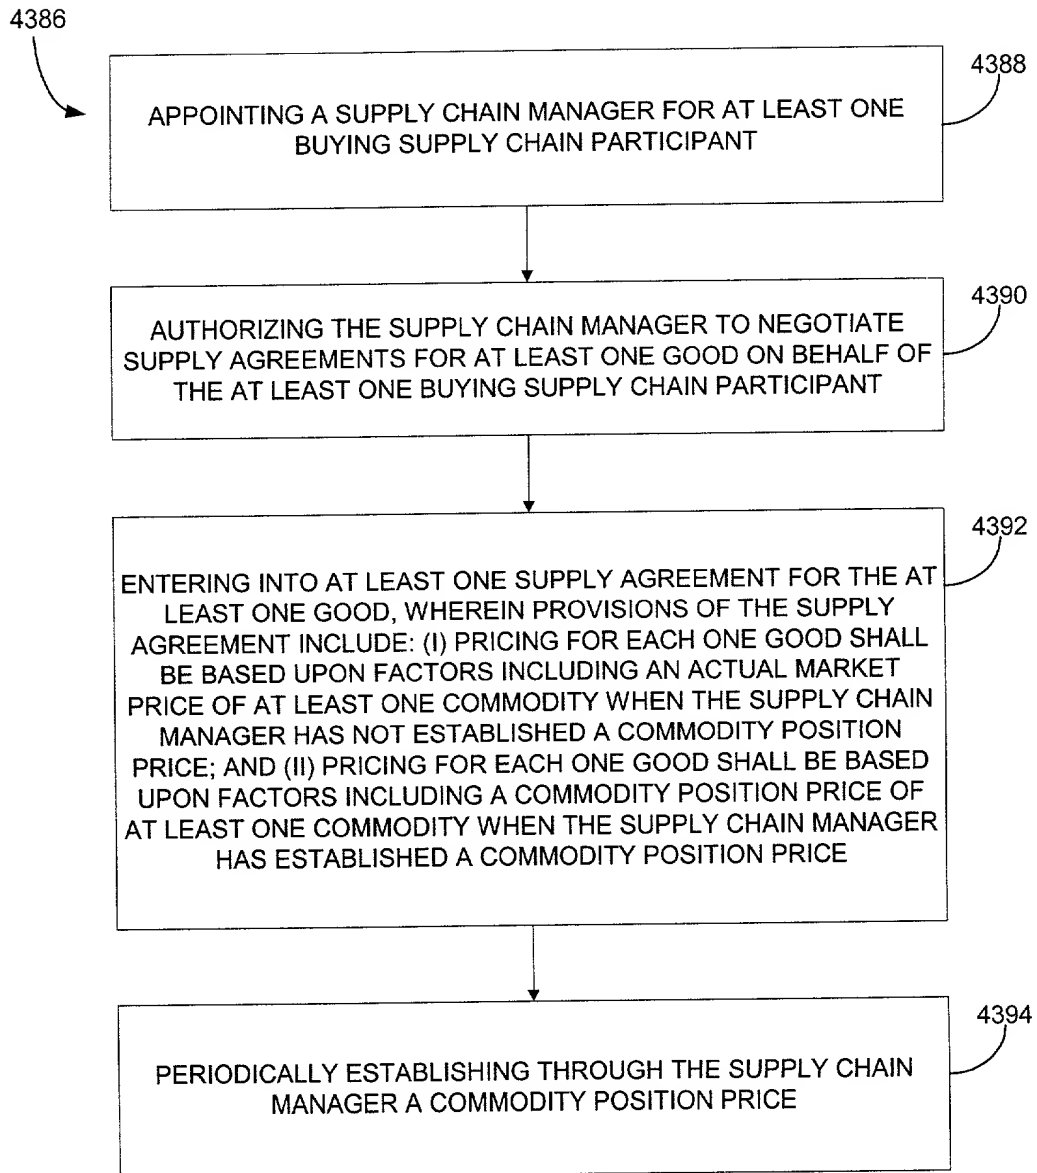 4386
4388
APPOINTING A SUPPLY CHAIN MANAGER FOR AT LEAST ONE
BUYING SUPPLY CHAIN PARTICIPANT
4390
AUTHORIZING THE SUPPLY CHAIN MANAGER TO NEGOTIATE
SUPPLY AGREEMENTS FOR AT LEAST ONE GOOD ON BEHALF OF
THE AT LEAST ONE BUYING SUPPLY CHAIN PARTICIPANT
4392
ENTERING INTO AT LEAST ONE SUPPLY AGREEMENT FOR THE AT
LEAST ONE GOOD, WHEREIN PROVISIONS OF THE SUPPLY
AGREEMENT INCLUDE: (I) PRICING FOR EACH ONE GOOD SHALL
BE BASED UPON FACTORS INCLUDING AN ACTUAL MARKET
PRICE OF AT LEAST ONE COMMODITY WHEN THE SUPPLY CHAIN
MANAGER HAS NOT ESTABLISHED A COMMODITY POSITION
PRICE; AND (II) PRICING FOR EACH ONE GOOD SHALL BE BASED
UPON FACTORS INCLUDING A COMMODITY POSITION PRICE OF
AT LEAST ONE COMMODITY WHEN THE SUPPLY CHAIN MANAGER
HAS ESTABLISHED A COMMODITY POSITION PRICE
4394
PERIODICALLY ESTABLISHING THROUGH THE SUPPLY CHAIN
MANAGER A COMMODITY POSITION PRICE